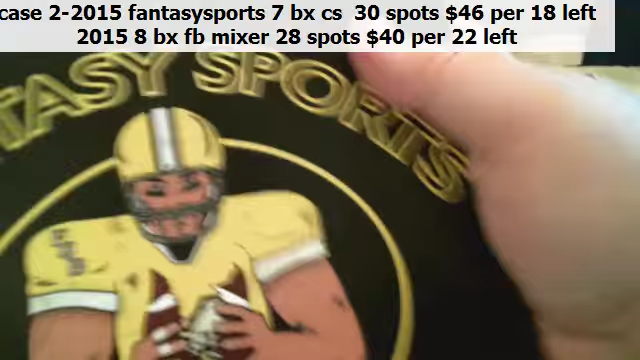 case 2-2015 fantasysports 7 bx cs 30 spots $46 per 18 left
2015 8 bx fb mixer 28 spots $40 per 22 left
TASY SPORTS